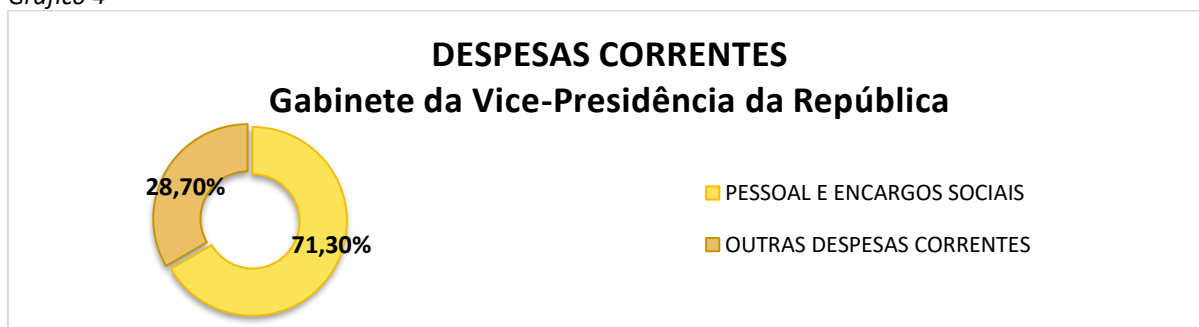 Gráfico 4
DESPESAS CORRENTES
Gabinete da Vice-Presidência da República
28,70%
71,30%
PESSOAL E ENCARGOS SOCIAIS
OUTRAS DESPESAS CORRENTES